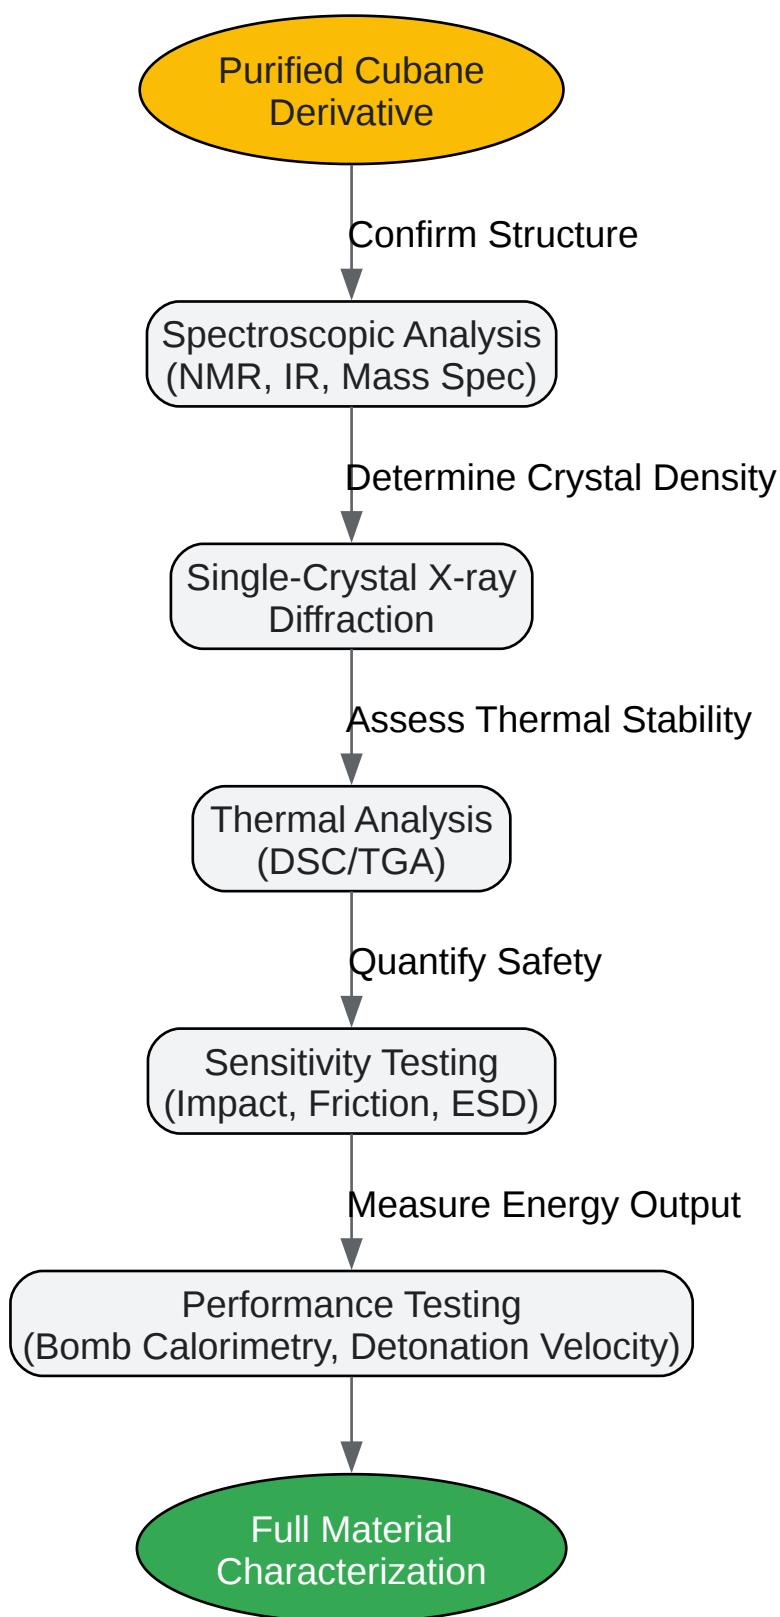 Purified Cubane
Derivative
Confirm Structure
Spectroscopic Analysis
(NMR, IR, Mass Spec)
Determine Crystal Density
Single-Crystal X-ray
Diffraction
Assess Thermal Stability
Thermal Analysis
(DSC/TGA)
Quantify Safety
Sensitivity Testing
(Impact, Friction, ESD)
Measure Energy Output
Performance Testing
(Bomb Calorimetry, Detonation Velocity)
Full Material
Characterization